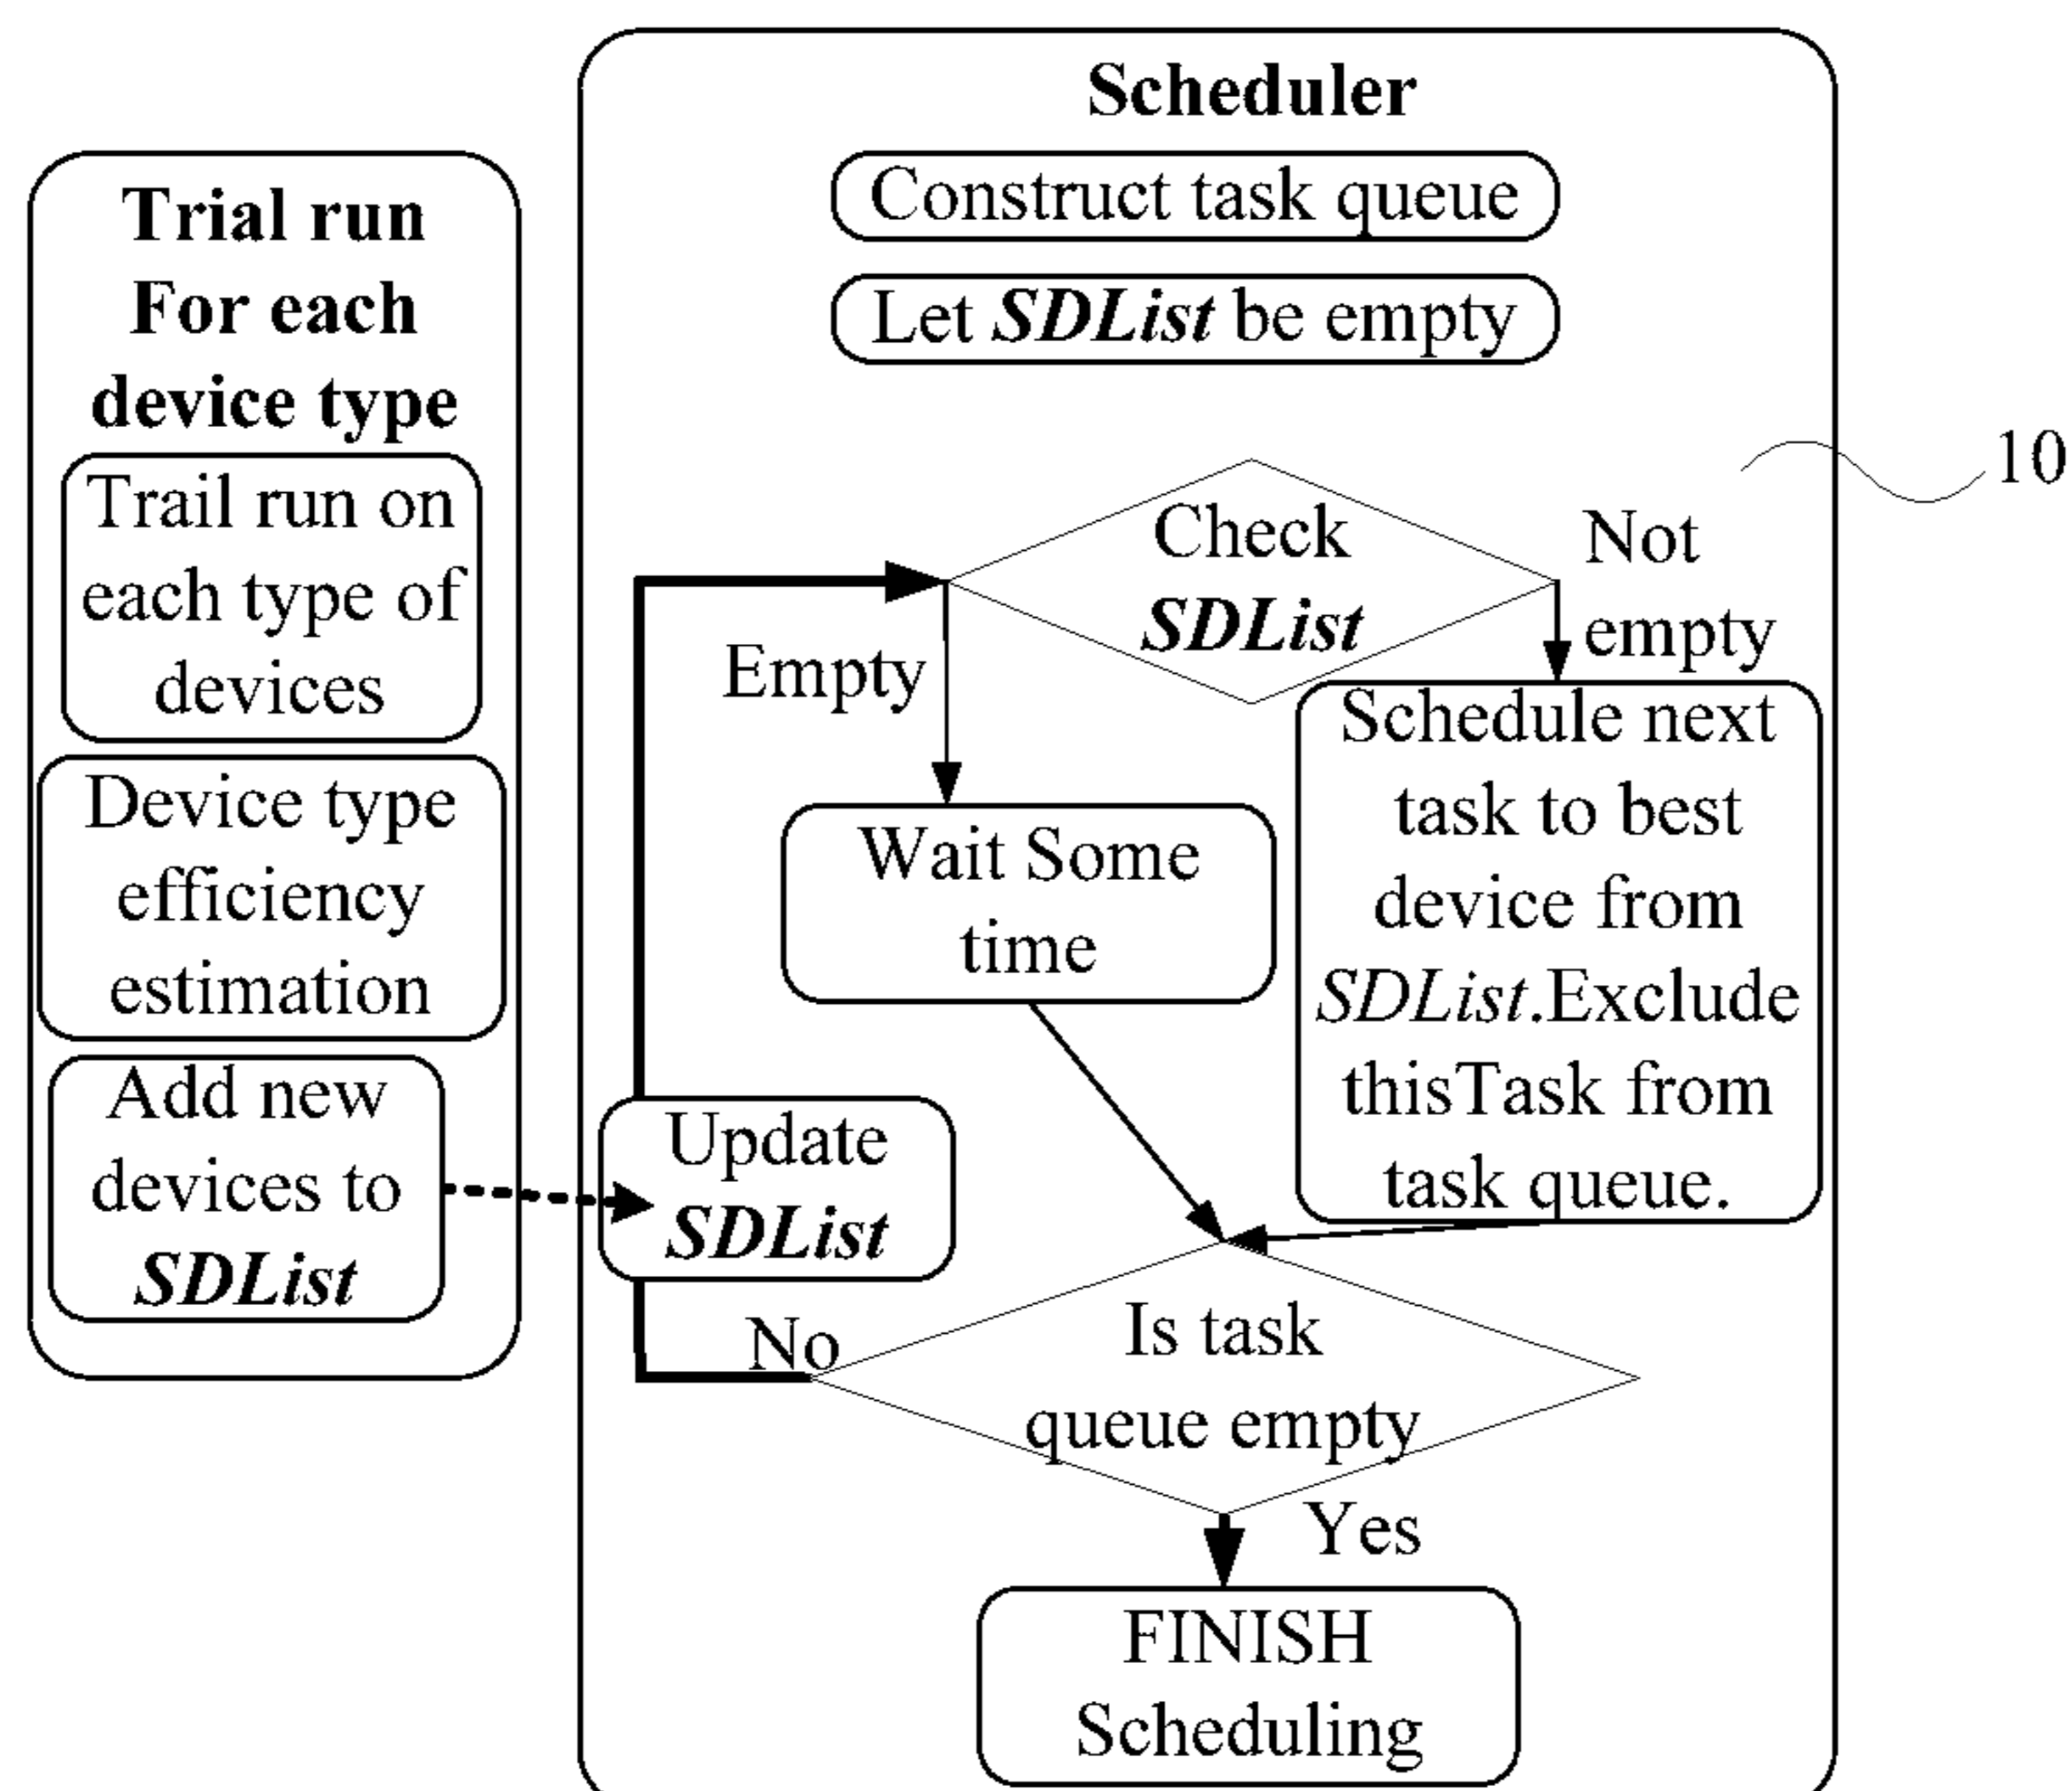 Trial run
For each
device type
Trail run on
each type of
devices
Device type
efficiency
estimation
Add new
devices to
SDList
Scheduler
Construct task queue
Let SDList be empty
10
Check
SDList
Not
empty
Empty
Schedule next
task to best
device from
SDList.Exclude
thisTask from
task queue.
Wait Some
time
Update
SDList
No
Is task
queue empty
Yes
FINISH
Scheduling